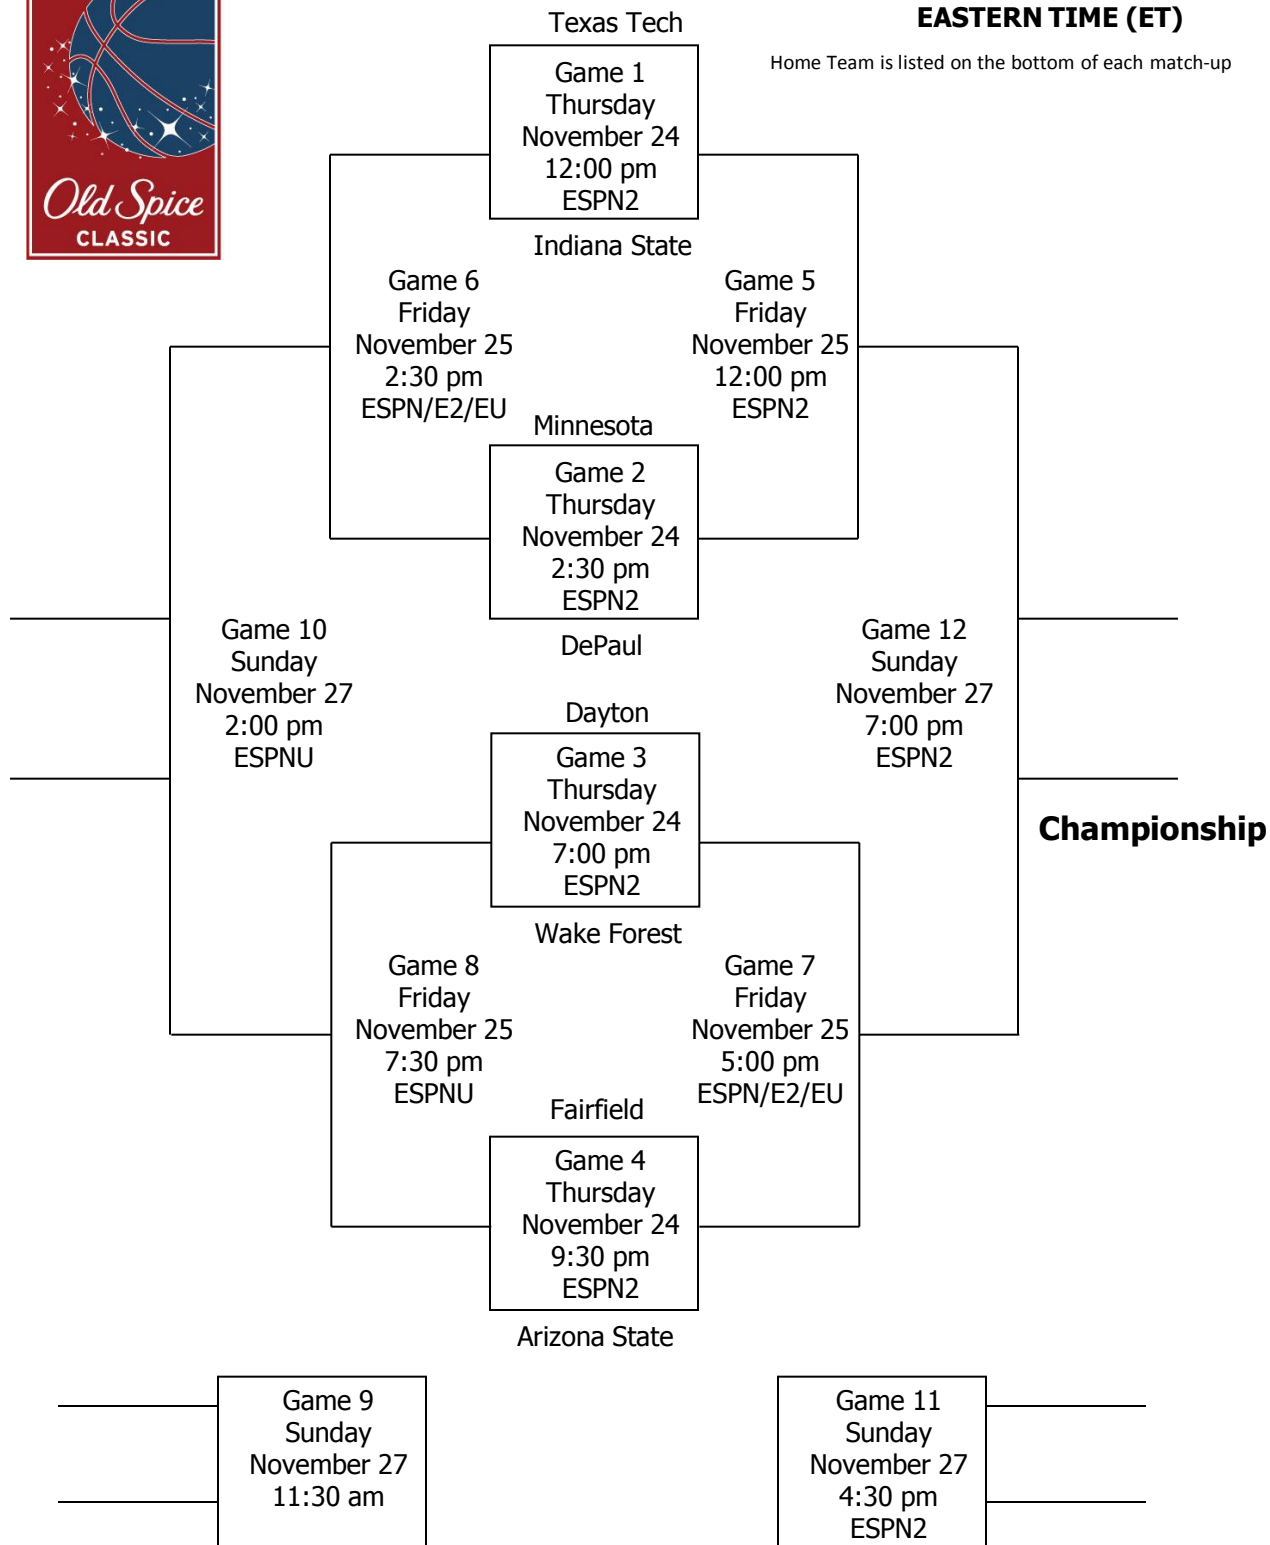 Old Spice
CLASSIC
EASTERN TIME (ET)
Home Team is listed on the bottom of each match-up
Texas Tech
Game 1
Thursday
November 24
12:00 pm
ESPN2
Indiana State
Game 6
Friday
November 25
2:30 pm
ESPN/E2/EU
Game 5
Friday
November 25
12:00 pm
ESPN2
Minnesota
Game 2
Thursday
November 24
2:30 pm
ESPN2
DePaul
Game 10
Sunday
November 27
2:00 pm
ESPNU
Game 12
Sunday
November 27
7:00 pm
ESPN2
Championship
Dayton
Game 3
Thursday
November 24
7:00 pm
ESPN2
Wake Forest
Game 8
Friday
November 25
7:30 pm
ESPNU
Game 7
Friday
November 25
5:00 pm
ESPN/E2/EU
Fairfield
Game 4
Thursday
November 24
9:30 pm
ESPN2
Arizona State
Game 9
Sunday
November 27
11:30 am
Game 11
Sunday
November 27
4:30 pm
ESPN2